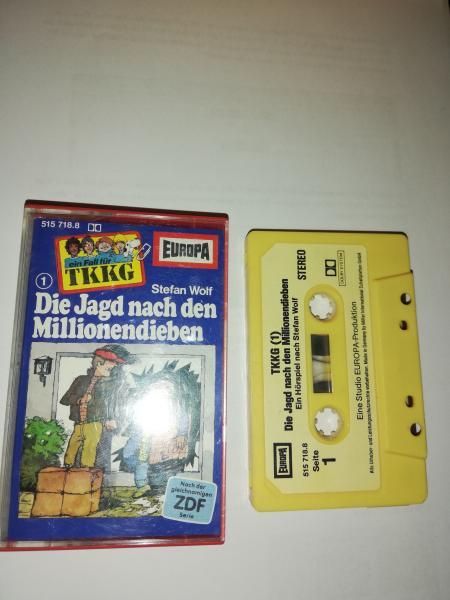 515 718.8
ein Fall für
TKKG
EUROPA
1
Stefan Wolf
Die Jagd nach den
Millionendieben
Nach der
gleichnamigen
ZDF
Serie
TKKG (1)
STEREO
DOLBY SYSTEM
Die Jagd nach den Millionendieben
Ein Hörspiel nach Stefan Wolf
EUROPA
515 718.8
Seite
1
Eine Studio EUROPA-Produktion